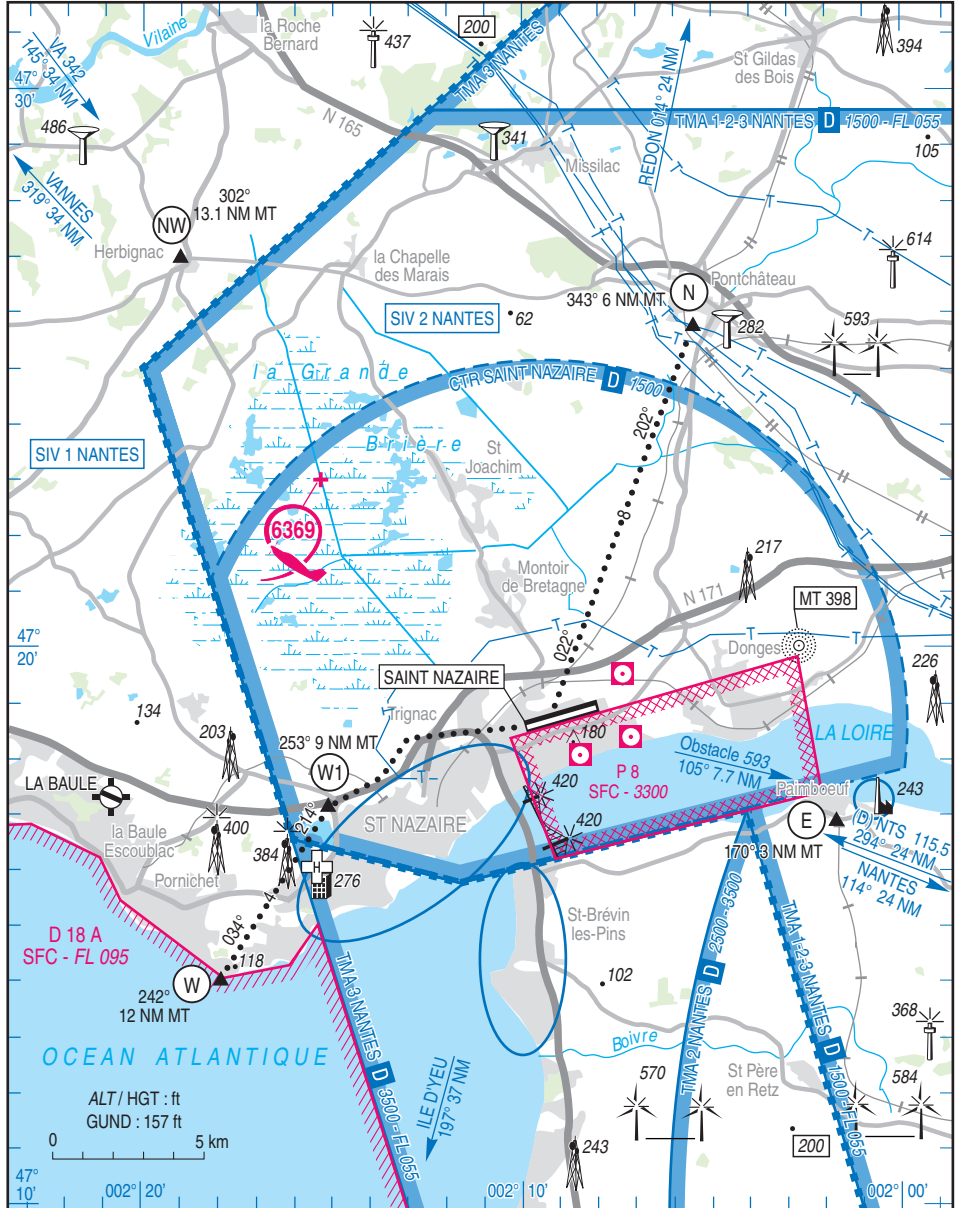 la Roche
Bernard
Vilaine
437
200
394
St Gildas
des Bois
47°
30'
VA 342
145° 34 NM
TMA 3 NANTES
REDON 014° 24 NM
N 165
TMA 1-2-3 NANTES D 1500 - FL 055
486
341
105
Missilac
VANNES
319° 34 NM
302°
13.1 NM MT
NW
Herbignac
614
la Chapelle
des Marais
Pontchâteau
343° 6 NM MT
N
SIV 2 NANTES
62
282
593
la Grande
Brière
CTR SAINT NAZAIRE D 1500
202°
SIV 1 NANTES
St
Joachim
6369
8
217
Montoir
de Bretagne
N 171
MT 398
47°
20'
022°
Donges
SAINT NAZAIRE
226
Trignac
134
203
180
LA LOIRE
253° 9 NM MT
W1
Obstacle 593
105° 7.7 NM
P 8
SFC - 3300
LA BAULE
420
Paimboeuf
243
214°
400
ST NAZAIRE
420
E
la Baule
Escoublac
384
170° 3 NM MT
(D) NTS 115.5
294° 24 NM
NANTES
114° 24 NM
H
276
Pornichet
4
034°
St-Brévin
les-Pins
D 18 A
SFC - FL 095
118
102
TMA 2 NANTES D 2500 - 3500
TMA 1-2-3 NANTES D 1500 - FL 055
W
242°
12 NM MT
368
TMA 3 NANTES D 3500 - FL 055
OCEAN ATLANTIQUE
Boivre
St Père
en Retz
570
584
ILE D'YEU
197° 37 NM
ALT / HGT : ft
GUND : 157 ft
0 5 km
200
243
47°
10'
002° 20
002° 10
002° 00